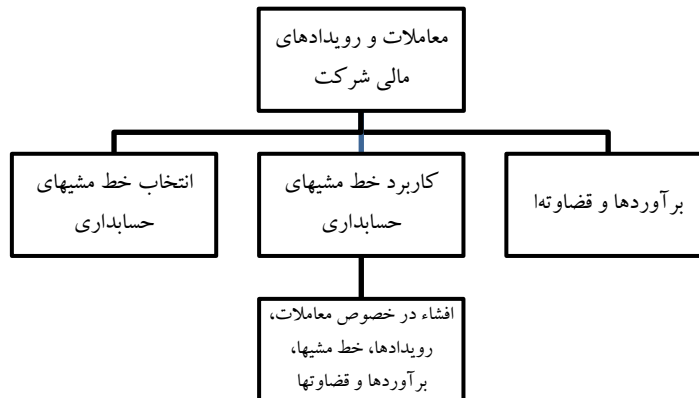 معاملات و رویدادهای
مالی شرکت
برآوردها و قضاوتها
کاربرد خط مشیهای
حسابداری
انتخاب خط مشیهای
حسابداری
افشاء در خصوص معاملات،
رویدادها، خط مشیها،
برآوردها و قضاوتها